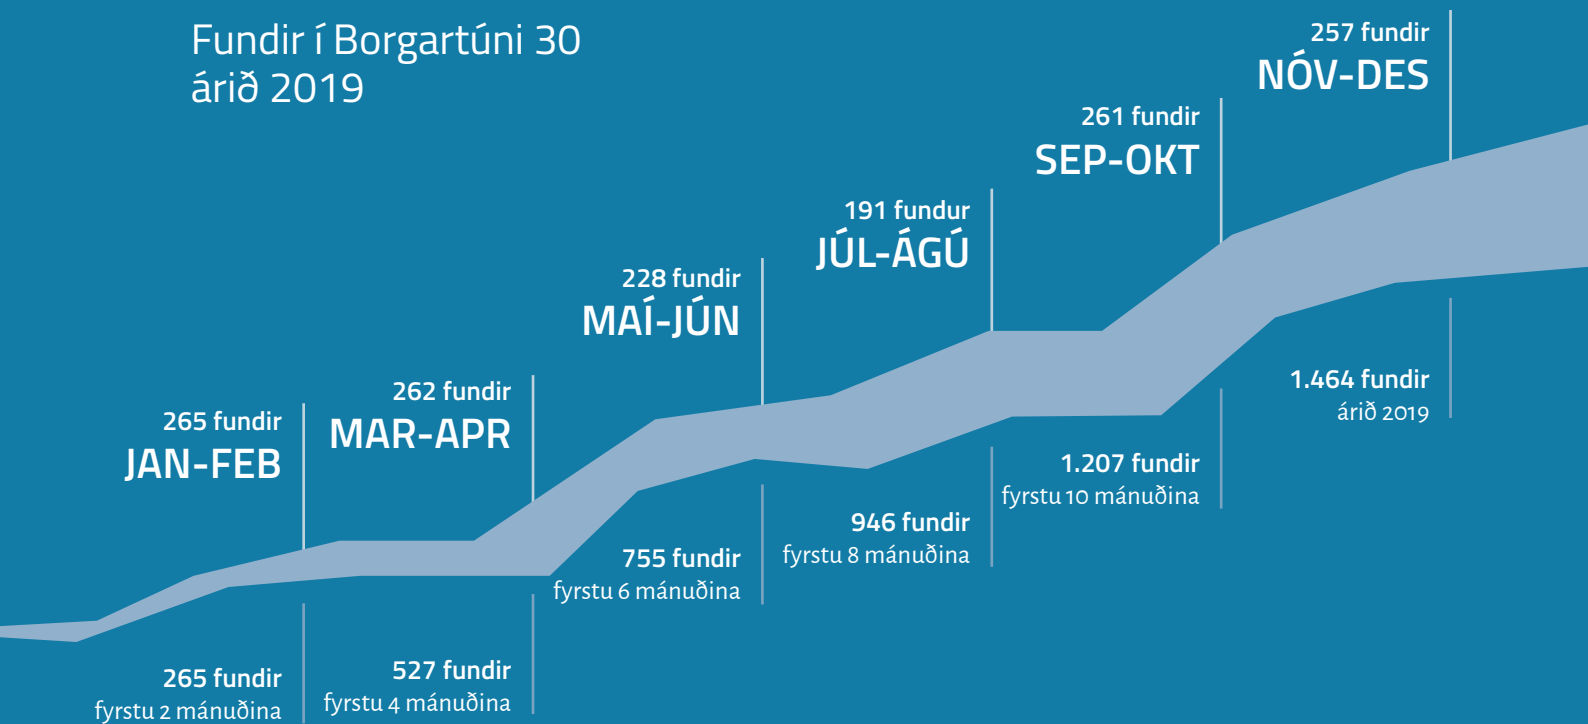 Fundir í Borgartúni 30
árið 2019
265 fundir
JAN-FEB
262 fundir
MAR-APR
228 fundir
MAÍ-JÚN
191 fundur
JÚL-ÁGÚ
261 fundir
SEP-OKT
257 fundir
NÓV-DES
265 fundir
fyrstu 2 mánuðina
527 fundir
fyrstu 4 mánuðina
755 fundir
fyrstu 6 mánuðina
946 fundir
fyrstu 8 mánuðina
1.207 fundir
fyrstu 10 mánuðina
1.464 fundir
árið 2019